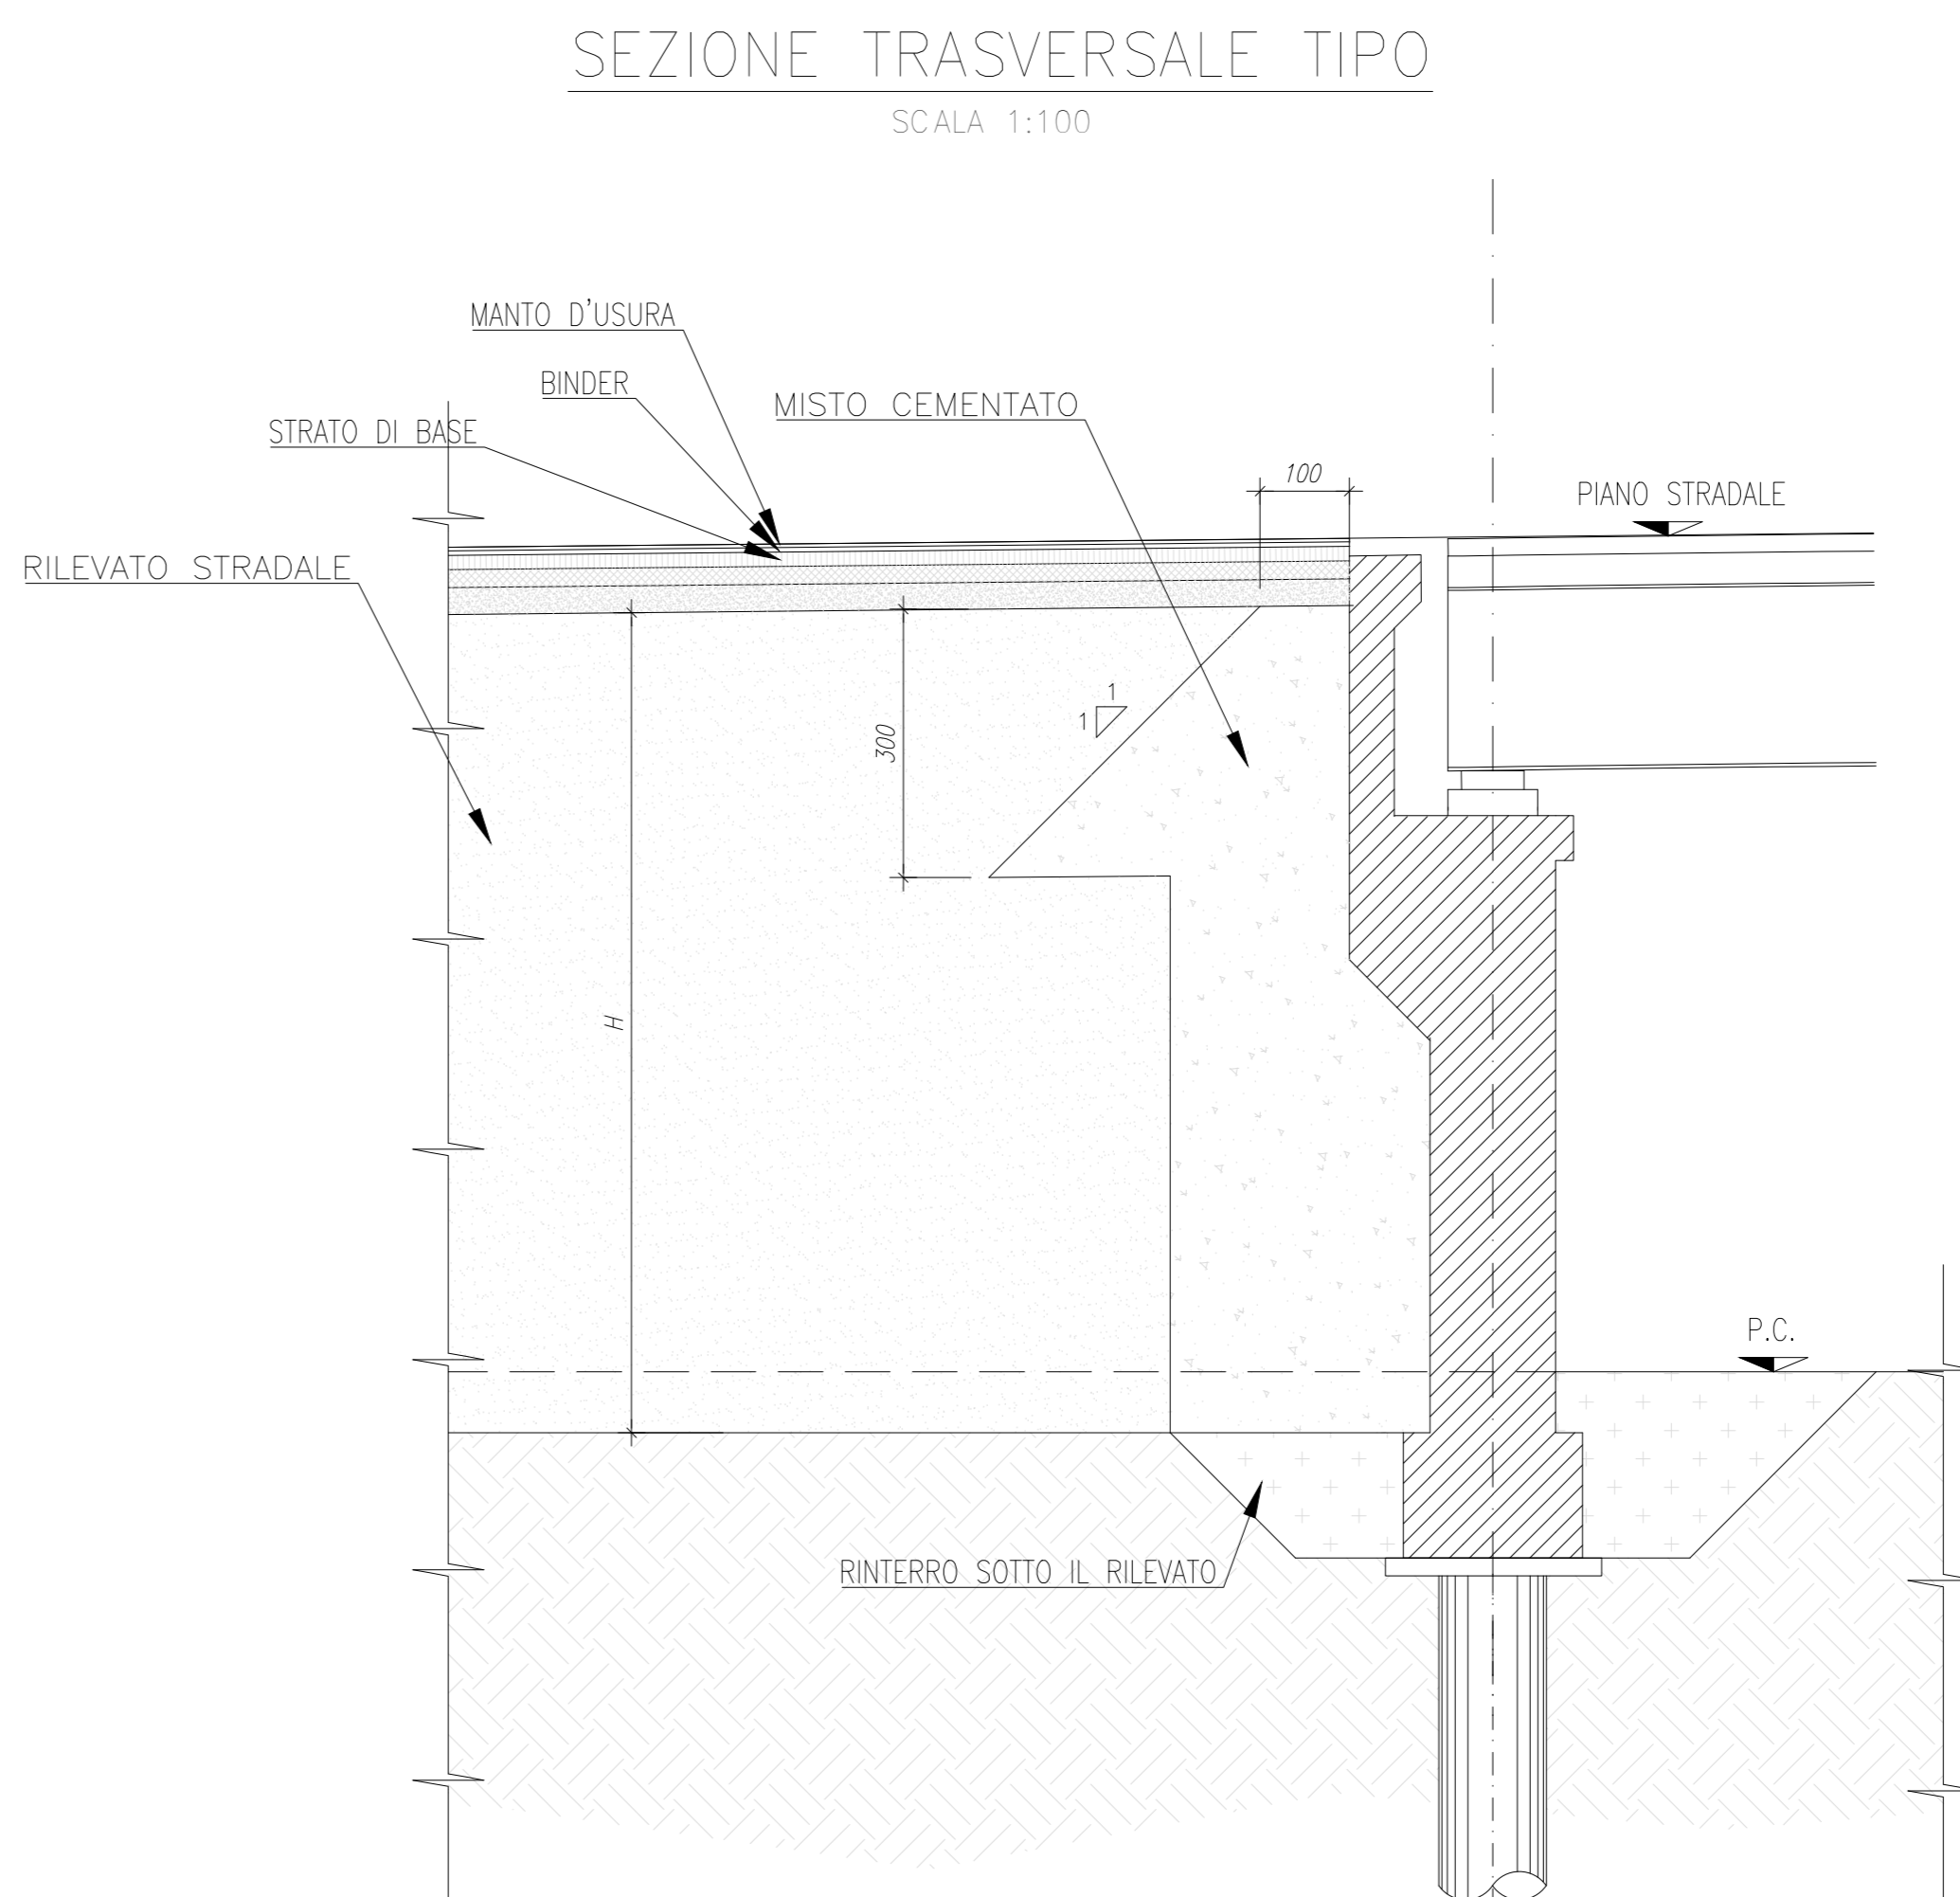 SEZIONE TRASVERSALE TIPO
SCALA 1:100
MANTO D'USURA
BINDER
MISTO CEMENTATO
STRATO DI BASE
100
PIANO STRADALE
RILEVATO STRADALE
1
1
300
H
P.C.
RINTERRO SOTTO IL RILEVATO